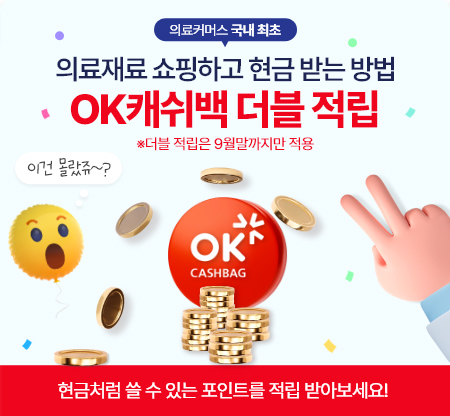 의료커머스 국내 최초
의료재료 쇼핑하고 현금 받는 방법
OK캐쉬백 더블 적립
※더블 적립은 9월말까지만 적용
이건 몰랐쥬~?
OK
CASHBAG
현금처럼 쓸 수 있는 포인트를 적립 받아보세요!